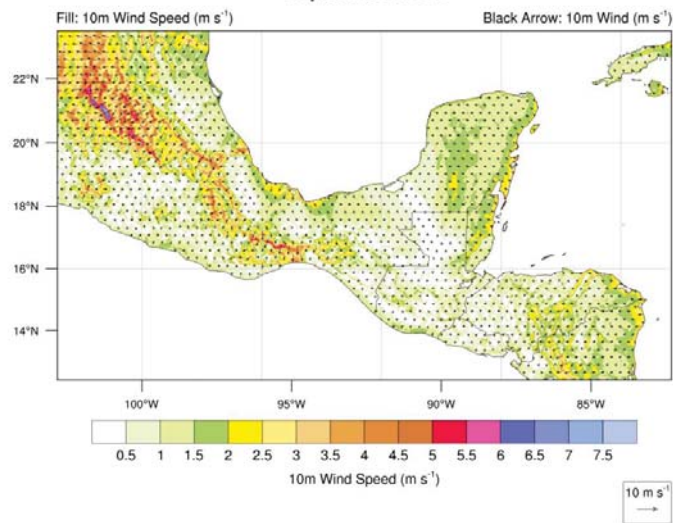 Fill: 10m Wind Speed (m s⁻¹) Black Arrow: 10m Wind (m s⁻¹)
22°N
20°N
18°N
16°N
14°N
100°W 95°W 90°W 85°W
0.5 1 1.5 2 2.5 3 3.5 4 4.5 5 5.5 6 6.5 7 7.5
10m Wind Speed (m s⁻¹)
10 m s⁻¹